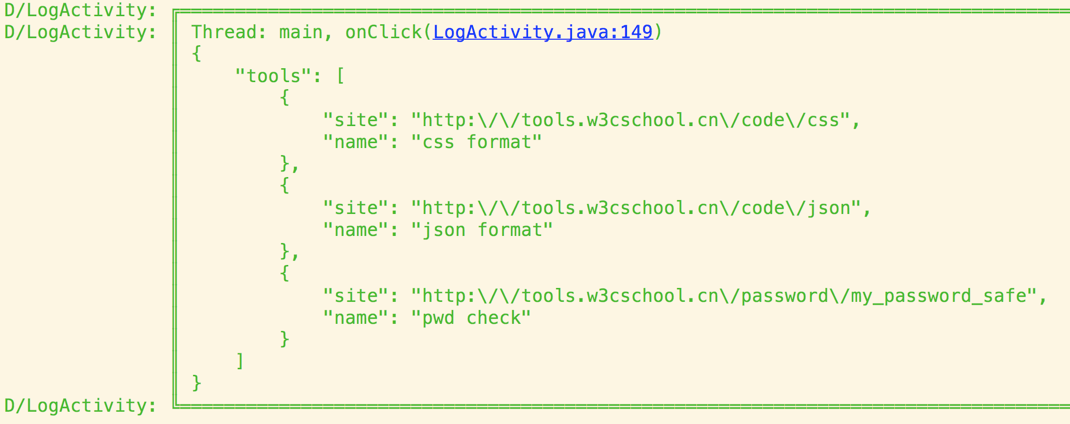 D/LogActivity: ╔══════════════════════════════════════════════════
D/LogActivity: ║ Thread: main, onClick(LogActivity.java:149)
║ {
║     "tools": [
║         {
║             "site": "http:\/\/tools.w3cschool.cn\/code\/css",
║             "name": "css format"
║         },
║         {
║             "site": "http:\/\/tools.w3cschool.cn\/code\/json",
║             "name": "json format"
║         },
║         {
║             "site": "http:\/\/tools.w3cschool.cn\/password\/my_password_safe",
║             "name": "pwd check"
║         }
║     ]
║ }
D/LogActivity: ╚══════════════════════════════════════════════════